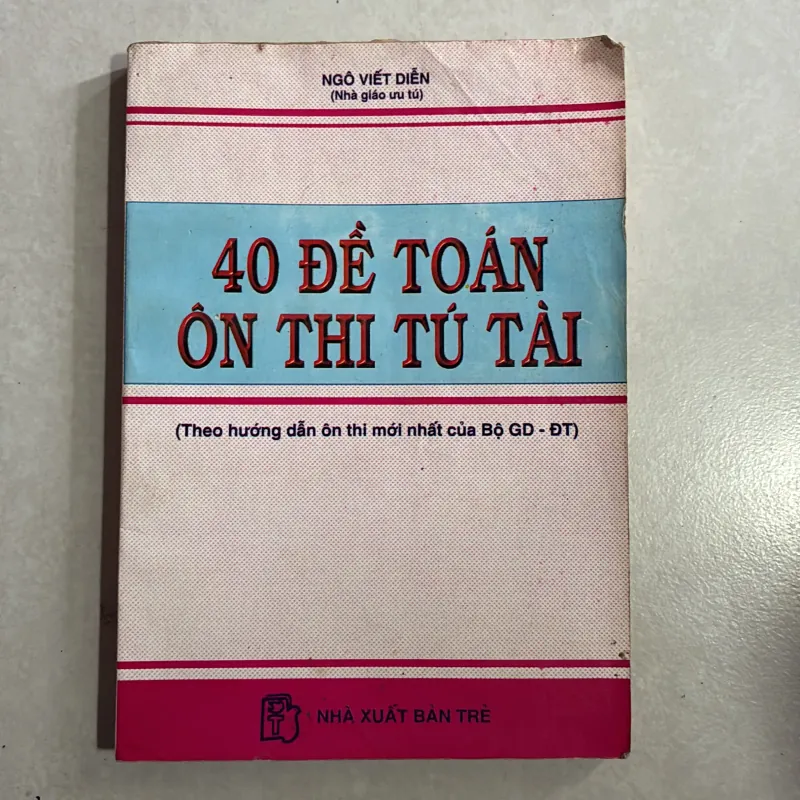 NGÔ VIẾT DIỄN
(Nhà giáo ưu tú)
40 ĐỀ TOÁN
ÔN THI TÚ TÀI
(Theo hướng dẫn ôn thi mới nhất của Bộ GD - ĐT)
NHÀ XUẤT BẢN TRẺ